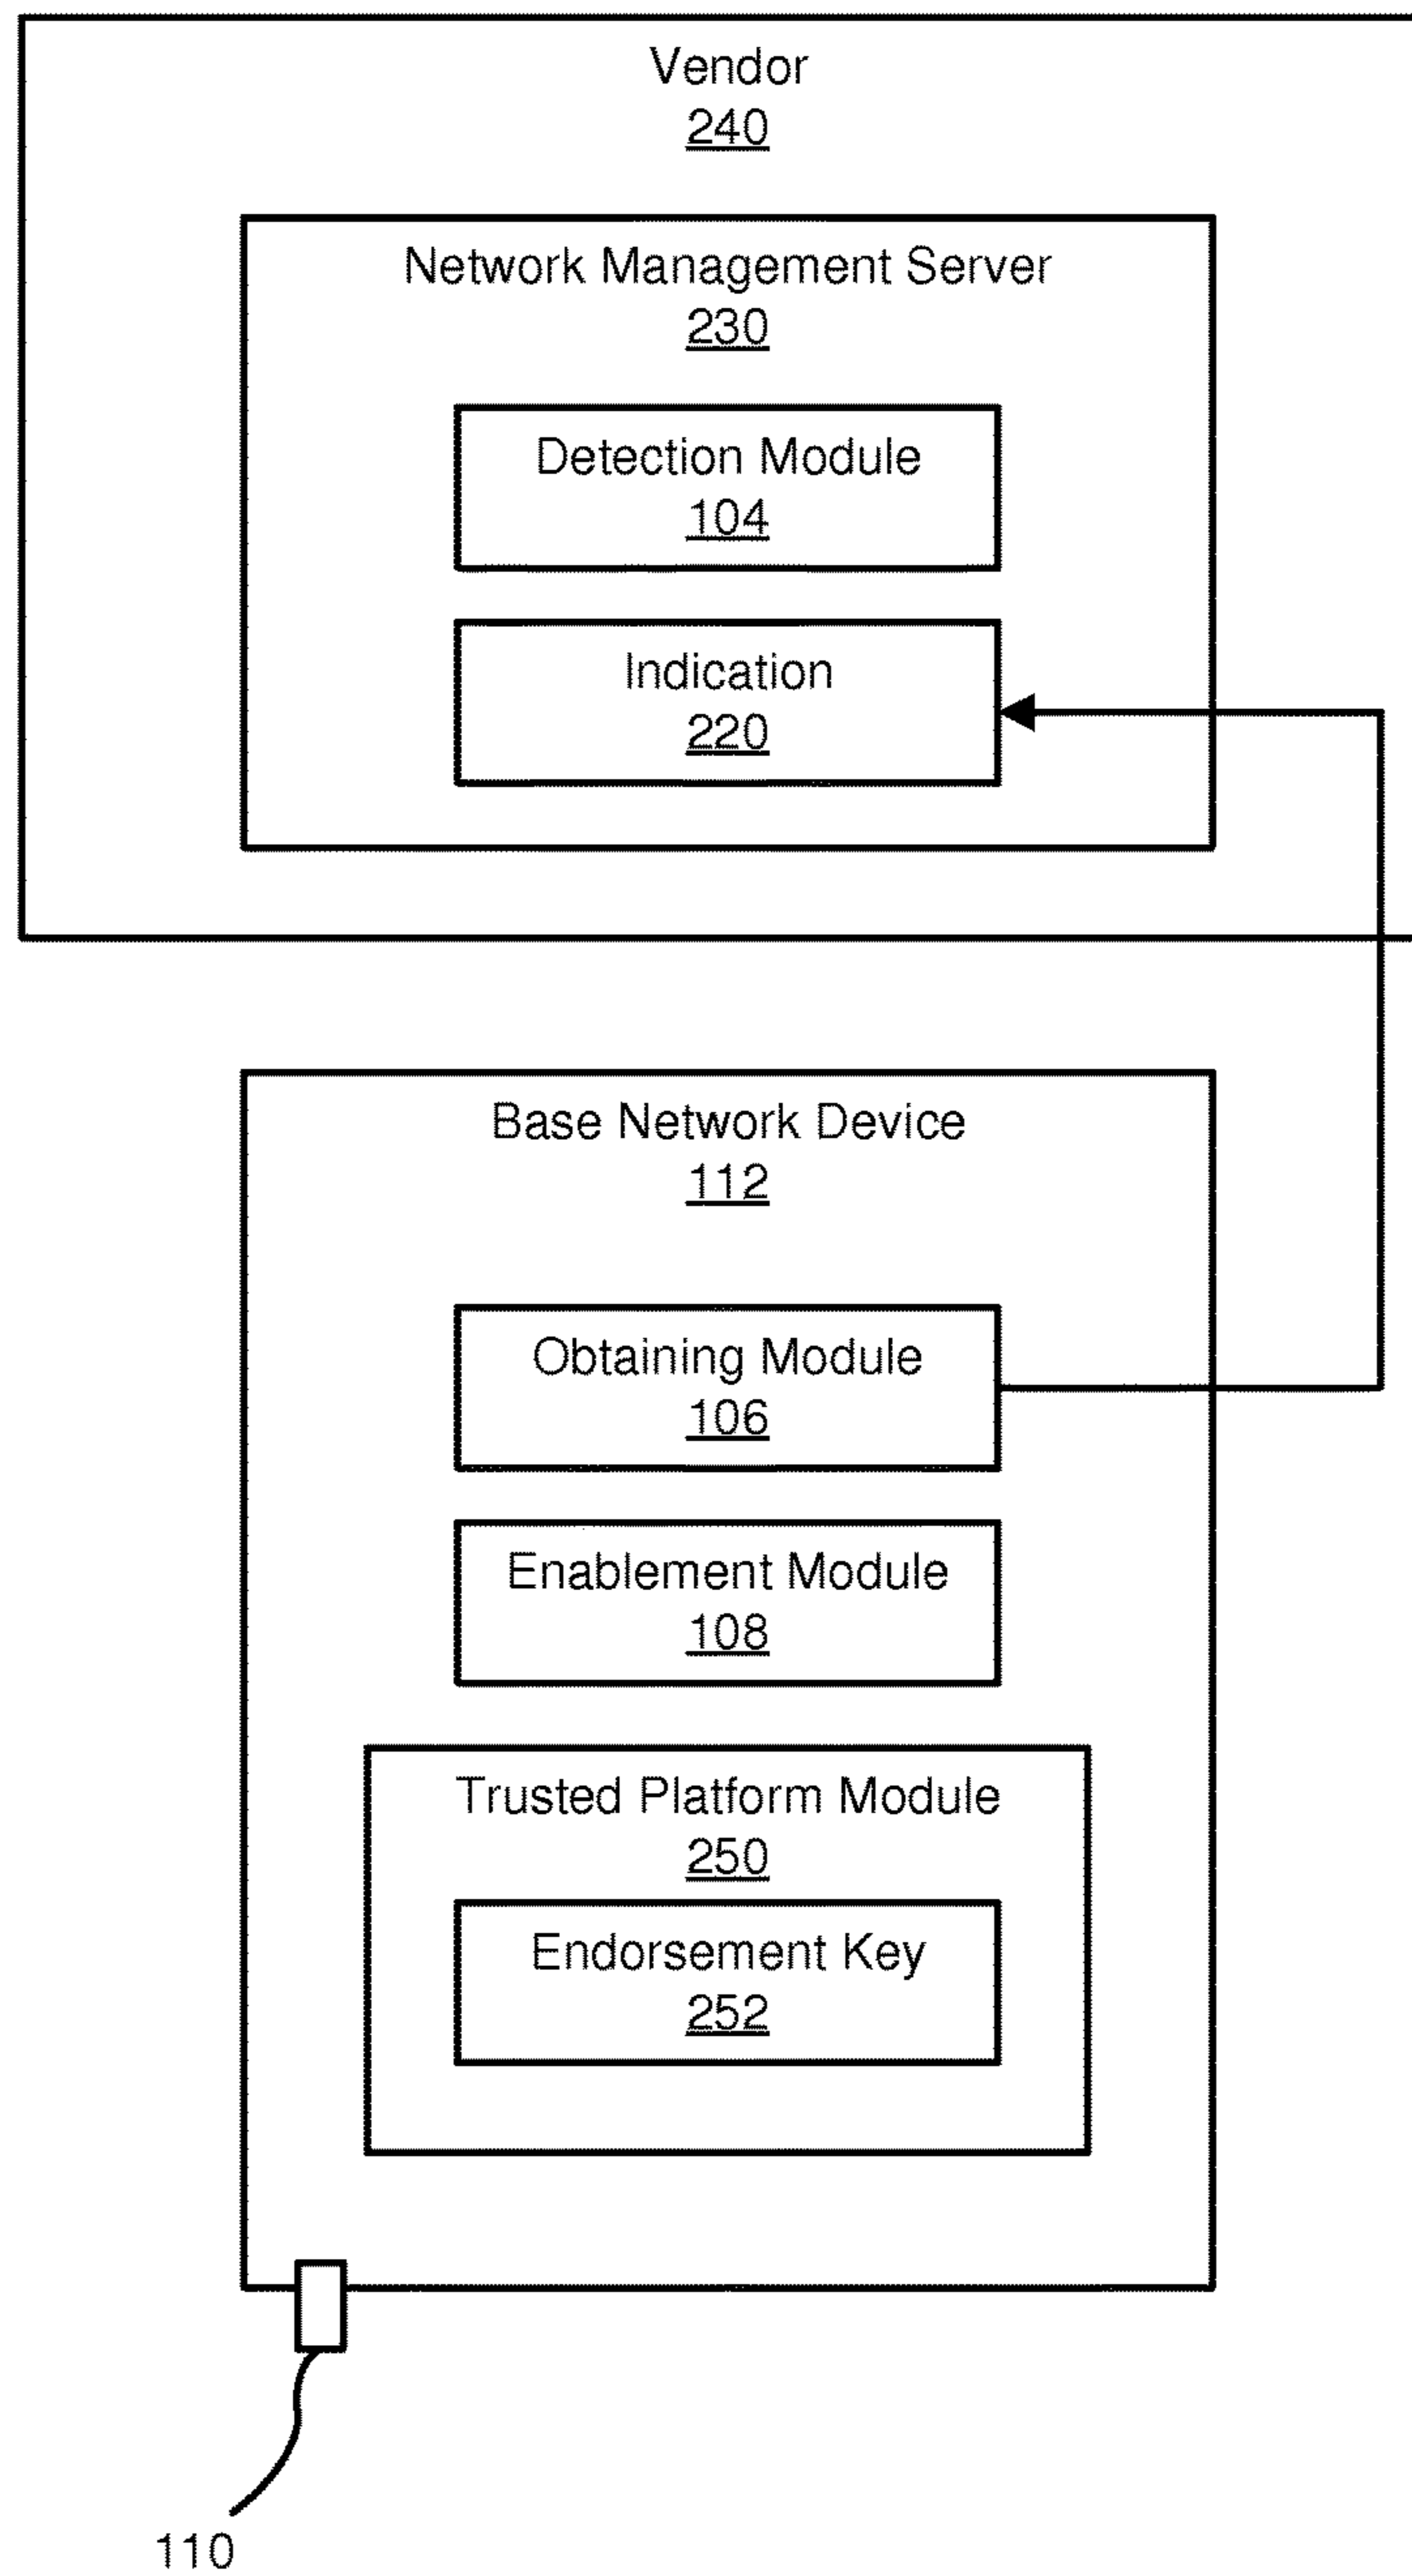 Vendor
240
Network Management Server
230
Detection Module
104
Indication
220
Base Network Device
112
Obtaining Module
106
Enablement Module
108
Trusted Platform Module
250
Endorsement Key
252
110